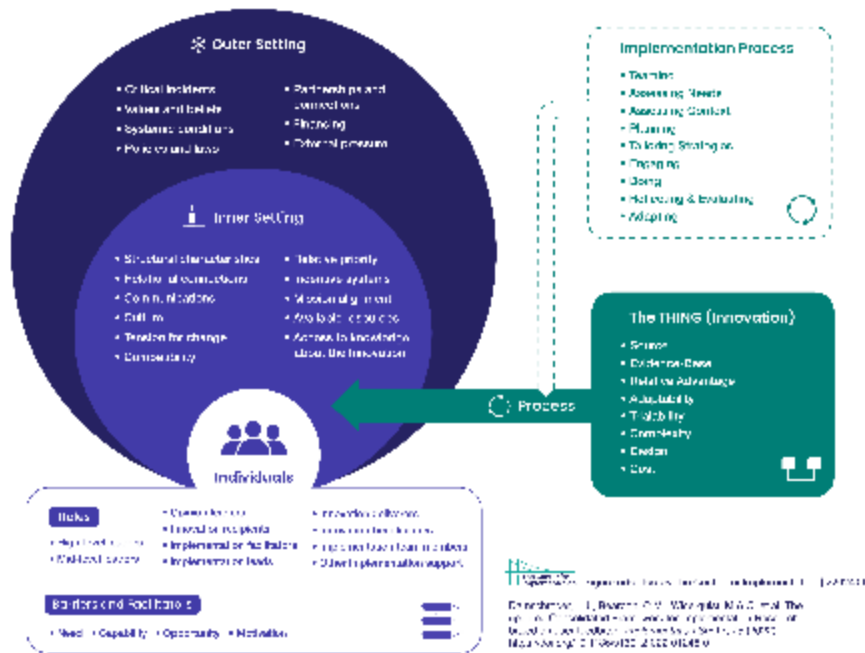 Outer Setting
• Critical incidents
• Values and beliefs
• Systemic conditions
• Policies and laws
• Partnerships and
connections
• Financing
• External pressure
Inner Setting
• Structural characteristics
• Relational connections
• Communications
• Culture
• Tension for change
• Compatibility
• Relative priority
• Incentive systems
• Mission alignment
• Available resources
• Access to knowledge
about the Innovation
Individuals
Roles
• High-level leaders
• Mid-level leaders
• Opinion leaders
• Innovation recipients
• Implementation facilitators
• Implementation leads
• Innovation deliverers
• Implementation team members
• Other implementation support
Barriers and Facilitators
• Need • Capability • Opportunity • Motivation
Implementation Process
• Teaming
• Assessing Needs
• Assessing Context
• Planning
• Tailoring Strategies
• Engaging
• Doing
• Reflecting & Evaluating
• Adapting
Process
The THING (Innovation)
• Source
• Evidence-Base
• Relative Advantage
• Adaptability
• Trialability
• Complexity
• Design
• Cost